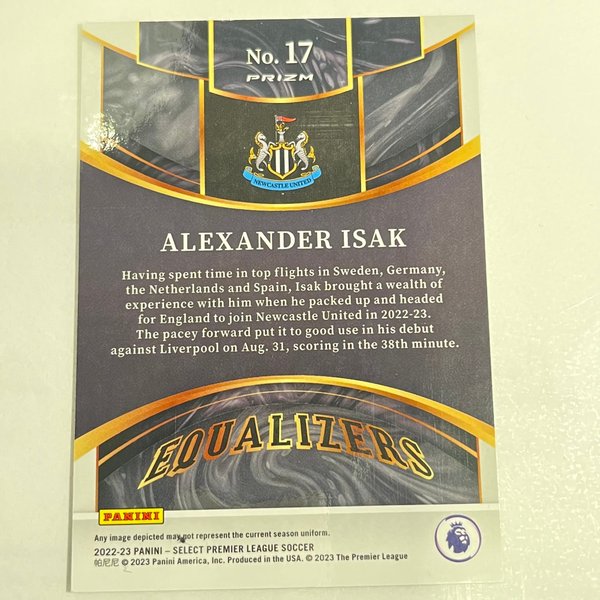 No. 17
PRIZM
NEWCASTLE UNITED
ALEXANDER ISAK
Having spent time in top flights in Sweden, Germany,
the Netherlands and Spain, Isak brought a wealth of
experience with him when he packed up and headed
for England to join Newcastle United in 2022-23.
The pacey forward put it to good use in his debut
against Liverpool on Aug. 31, scoring in the 38th minute.
EQUALIZERS
PANINI
Any image depicted may not represent the current season uniform.
2022-23 PANINI – SELECT PREMIER LEAGUE SOCCER
帕尼尼 © 2023 Panini America, Inc. Produced in the USA. © 2023 The Premier League